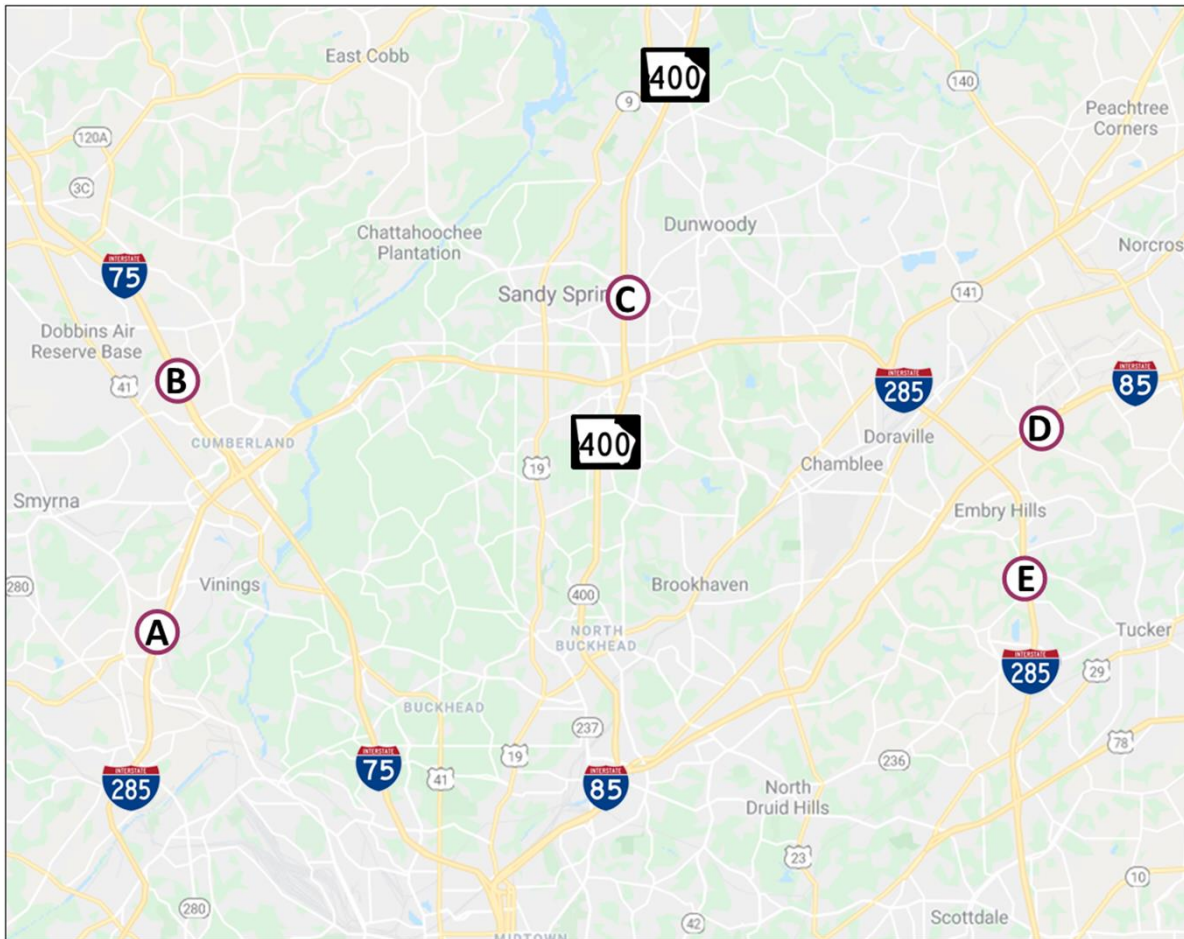 East Cobb
400
9
140
Peachtree
Corners
120A
3C
Chattahoochee
Plantation
Dunwoody
Norcros
INTERSTATE
75
Sandy Sprin
C
141
Dobbins Air
Reserve Base
41
B
INTERSTATE
285
INTERSTATE
85
D
CUMBERLAND
400
Doraville
Chamblee
19
Smyrna
Embry Hills
280
Vinings
400
Brookhaven
E
A
NORTH
BUCKHEAD
Tucker
INTERSTATE
285
29
BUCKHEAD
237
19
78
INTERSTATE
75
41
INTERSTATE
85
236
INTERSTATE
285
North
Druid Hills
23
10
280
42
Scottdale
MIDTOWN